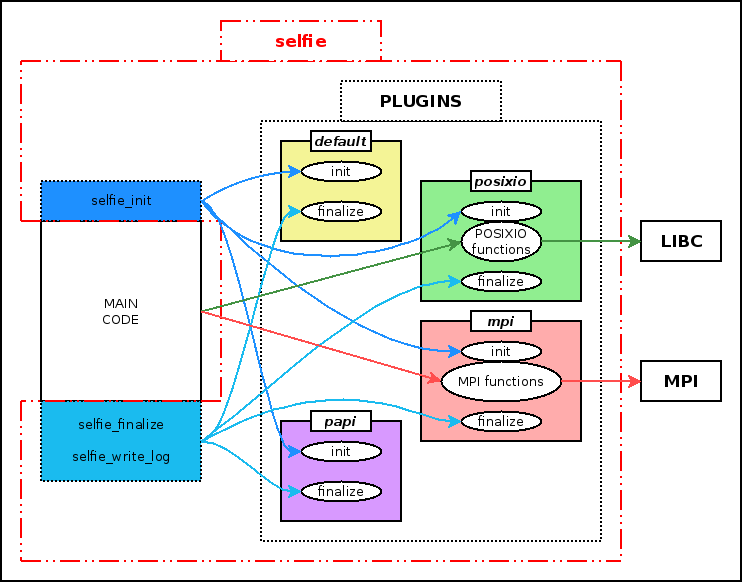 selfie
PLUGINS
default
init
finalize
selfie_init
posixio
init
POSIXIO
functions
finalize
LIBC
MAIN
CODE
mpi
init
MPI functions
finalize
MPI
selfie_finalize
selfie_write_log
papi
init
finalize